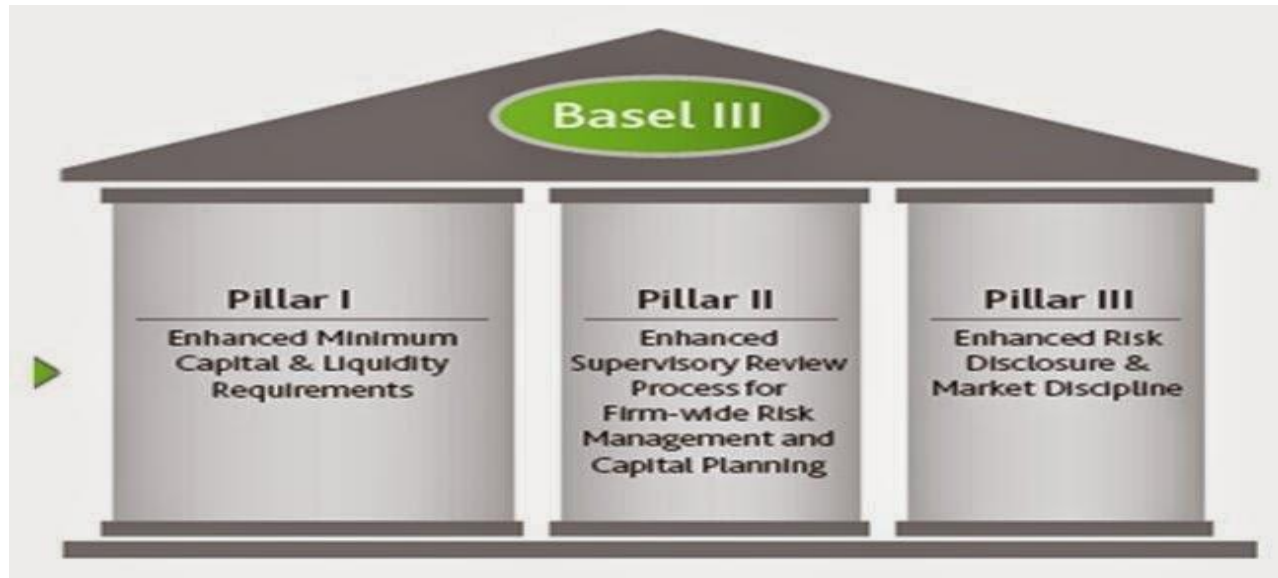 Basel III
Pillar I
Enhanced Minimum
Capital & Liquidity
Requirements
Pillar II
Enhanced
Supervisory Review
Process for
Firm-wide Risk
Management and
Capital Planning
Pillar III
Enhanced Risk
Disclosure &
Market Discipline